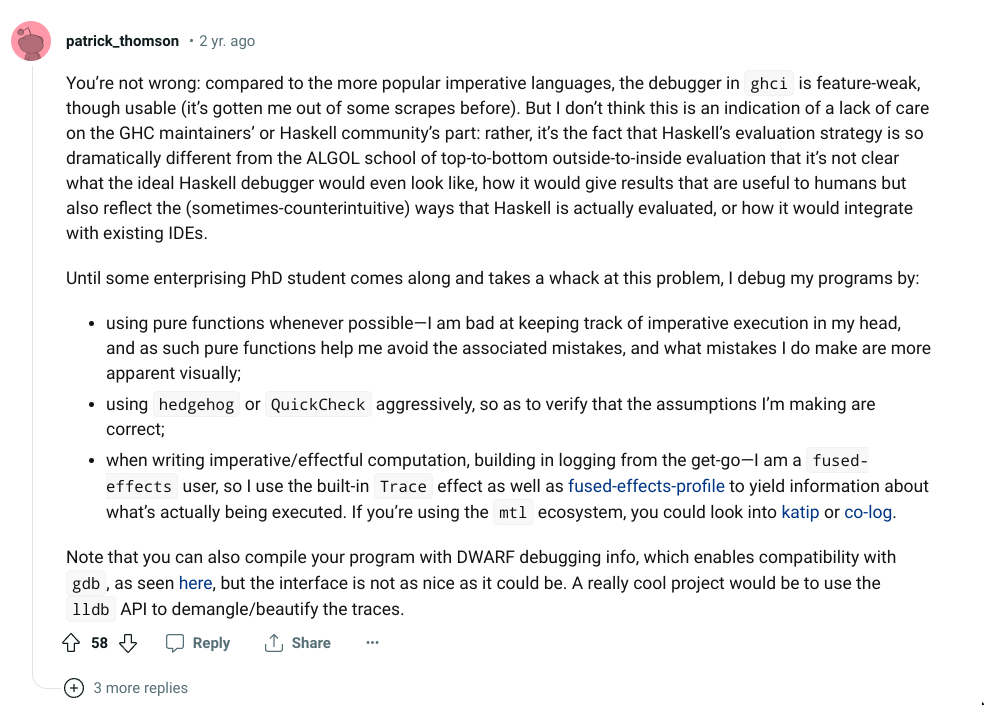 patrick_thomson • 2 yr. ago
You’re not wrong: compared to the more popular imperative languages, the debugger in ghci is feature-weak,
though usable (it’s gotten me out of some scrapes before). But I don’t think this is an indication of a lack of care
on the GHC maintainers’ or Haskell community’s part: rather, it’s the fact that Haskell’s evaluation strategy is so
dramatically different from the ALGOL school of top-to-bottom outside-to-inside evaluation that it’s not clear
what the ideal Haskell debugger would even look like, how it would give results that are useful to humans but
also reflect the (sometimes-counterintuitive) ways that Haskell is actually evaluated, or how it would integrate
with existing IDEs.
Until some enterprising PhD student comes along and takes a whack at this problem, I debug my programs by:
• using pure functions whenever possible—I am bad at keeping track of imperative execution in my head,
and as such pure functions help me avoid the associated mistakes, and what mistakes I do make are more
apparent visually;
• using hedgehog or QuickCheck aggressively, so as to verify that the assumptions I’m making are
correct;
• when writing imperative/effectful computation, building in logging from the get-go—I am a fused-
effects user, so I use the built-in Trace effect as well as fused-effects-profile to yield information about
what’s actually being executed. If you’re using the mtl ecosystem, you could look into katip or co-log.
Note that you can also compile your program with DWARF debugging info, which enables compatibility with
gdb, as seen here, but the interface is not as nice as it could be. A really cool project would be to use the
lldb API to demangle/beautify the traces.
58 Reply Share ...
3 more replies